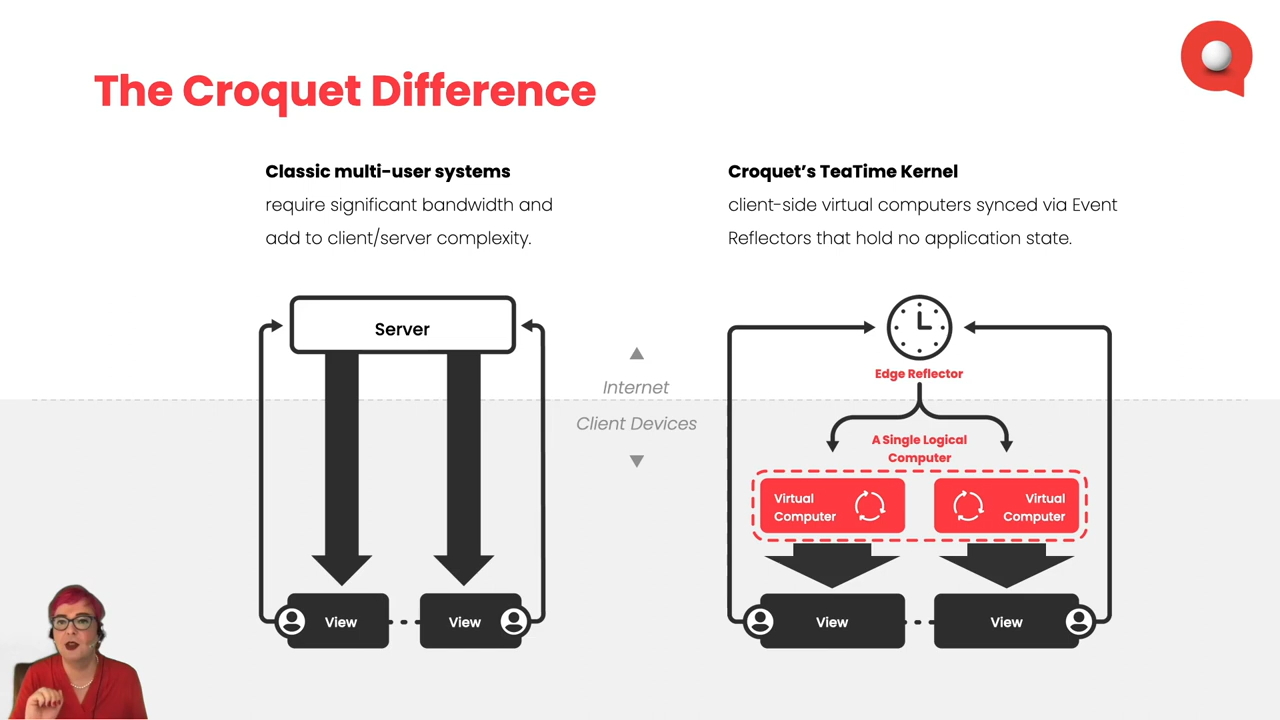 The Croquet Difference
Classic multi-user systems
require significant bandwidth and
add to client/server complexity.
Croquet’s TeaTime Kernel
client-side virtual computers synced via Event
Reflectors that hold no application state.
Server
Internet
Client Devices
Edge Reflector
A Single Logical
Computer
Virtual
Computer
Virtual
Computer
View
View
View
View